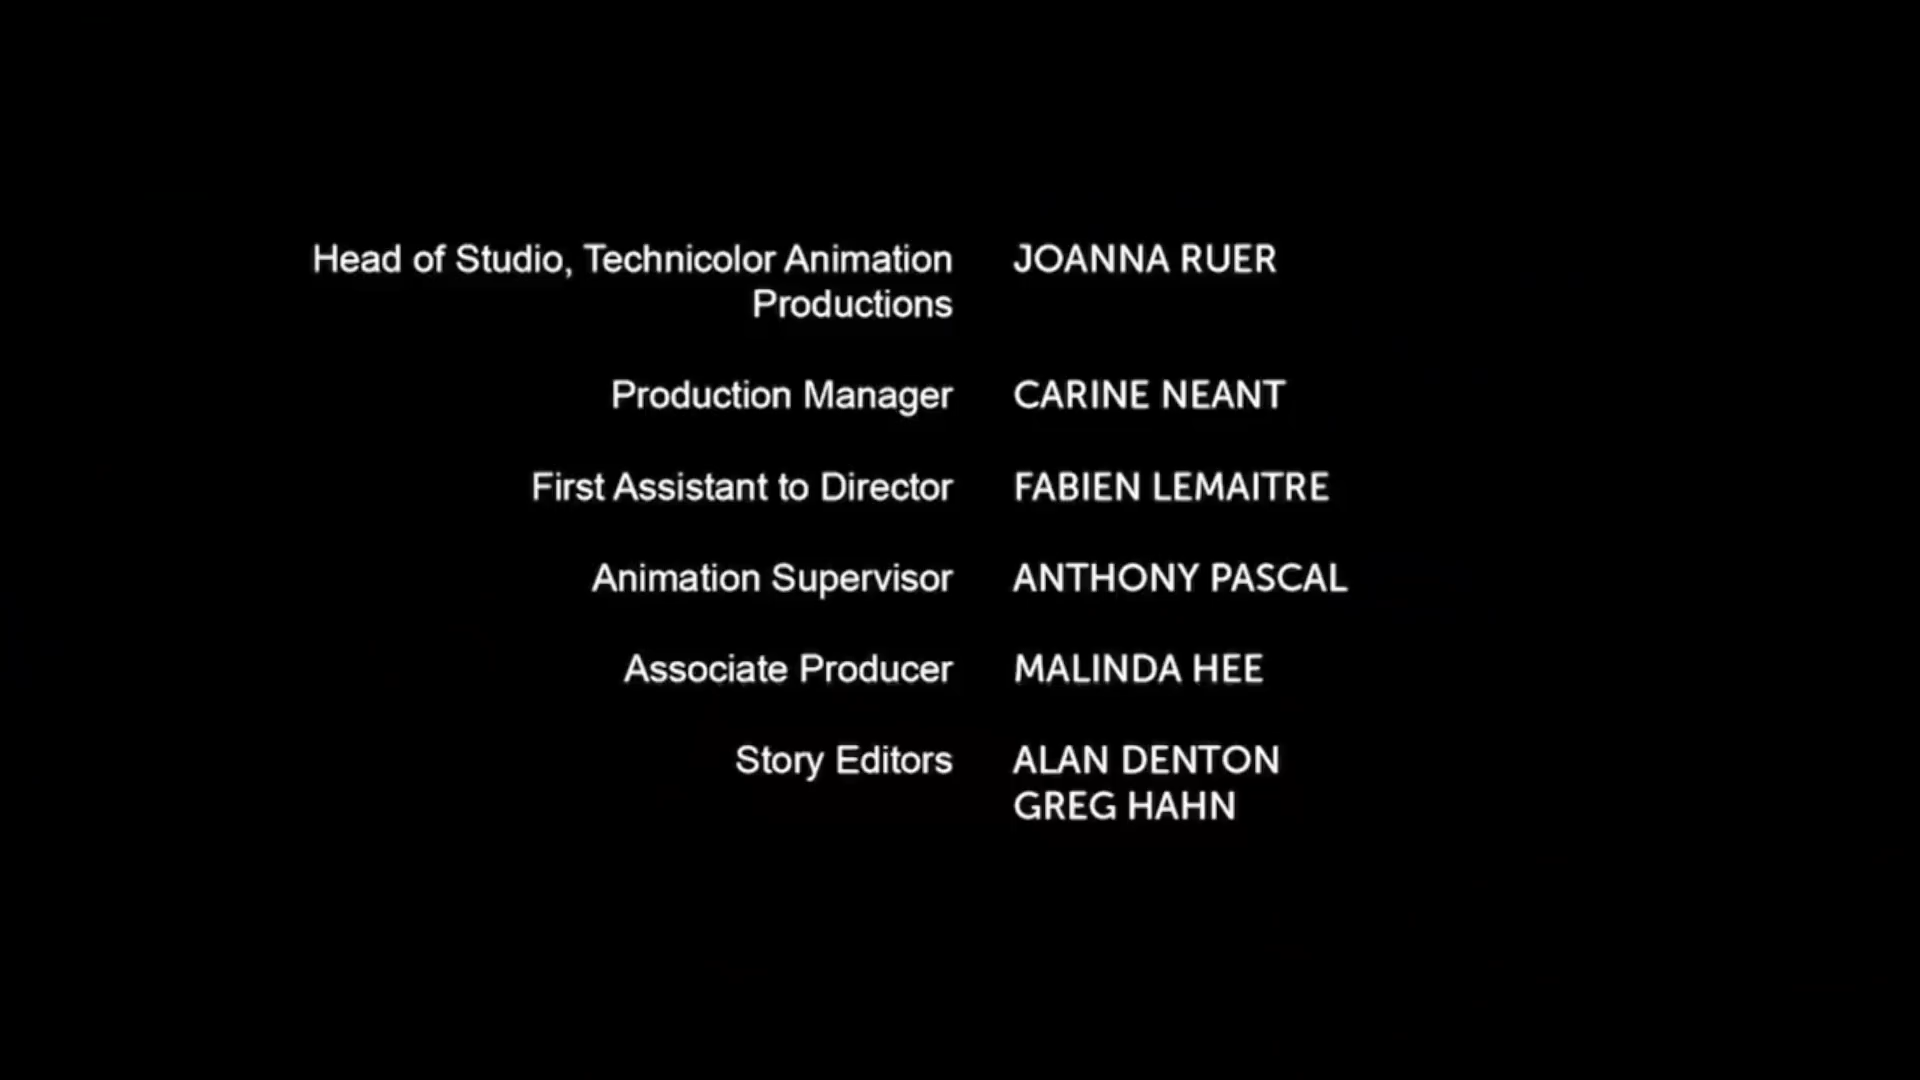 Head of Studio, Technicolor Animation JOANNA RUER
Productions
Production Manager CARINE NEANT
First Assistant to Director FABIEN LEMAITRE
Animation Supervisor ANTHONY PASCAL
Associate Producer MALINDA HEE
Story Editors ALAN DENTON
GREG HAHN